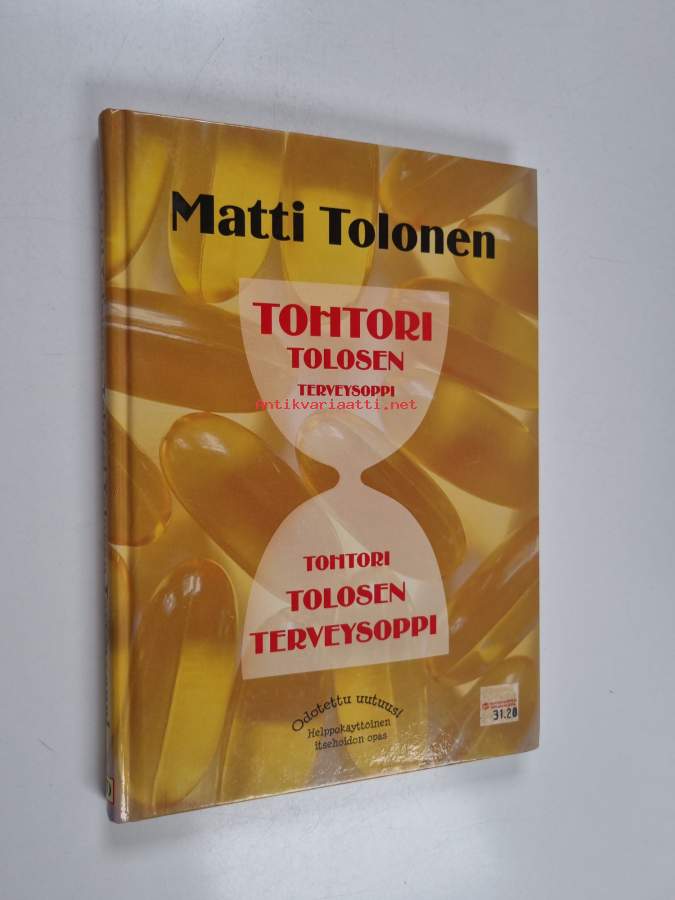 Matti Tolonen
TOHTORI
TOLOSEN
TERVEYSOPPI
antikvariaatti.net
TOHTORI
TOLOSEN
TERVEYSOPPI
Odotettu uutuus!
Helppokäyttöinen
itsehoidon opas
31.20